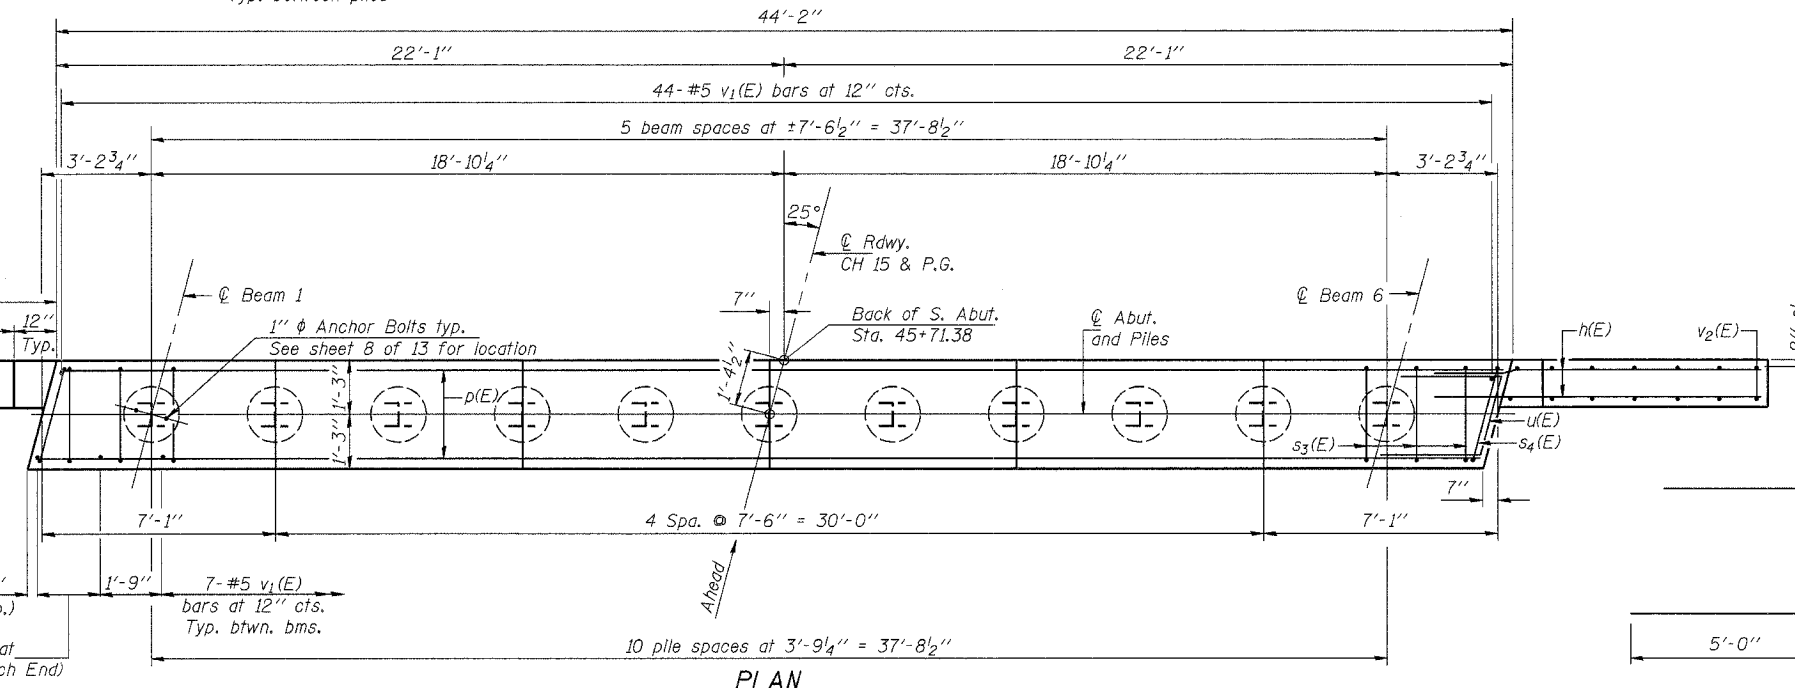 44'-2"
22'-1"
22'-1"
44-#5 v1(E) bars at 12" cts.
5 beam spaces at ±7'-6½" = 37'-8½"
3'-2¾"
18'-10¼"
18'-10¼"
3'-2¾"
25°
℄ Rdwy.
CH 15 & P.G.
℄ Beam 1
7"
℄ Beam 6
12"
Typ.
1" ϕ Anchor Bolts typ.
See sheet 8 of 13 for location
Back of S. Abut.
Sta. 45+71.38
℄ Abut.
and Piles
h(E)
v2(E)
1'-3"
1'-3"
1'-4½"
p(E)
s3(E)
u(E)
s4(E)
7"
7'-1"
4 Spa. @ 7'-6" = 30'-0"
7'-1"
1'-9"
7-#5 v1(E)
bars at 12" cts.
Typ. btwn. bms.
Ahead
at
ch End)
10 pile spaces at 3'-9¼" = 37'-8½"
5'-0"
PLAN